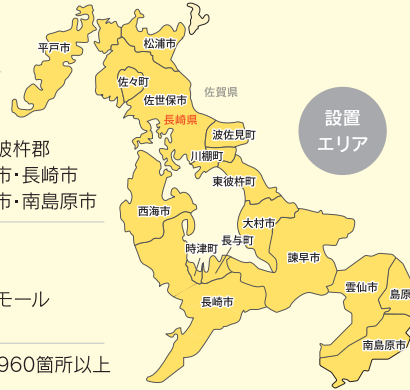 平戸市
松浦市
佐々町
佐世保市
佐賀県
長崎県
波佐見町
川棚町
東彼杵町
西海市
大村市
長与町
時津町
諫早市
長崎市
雲仙市
島原
南島原市
設置
エリア
彼杵郡
市・長崎市
市・南島原市
モール
960箇所以上